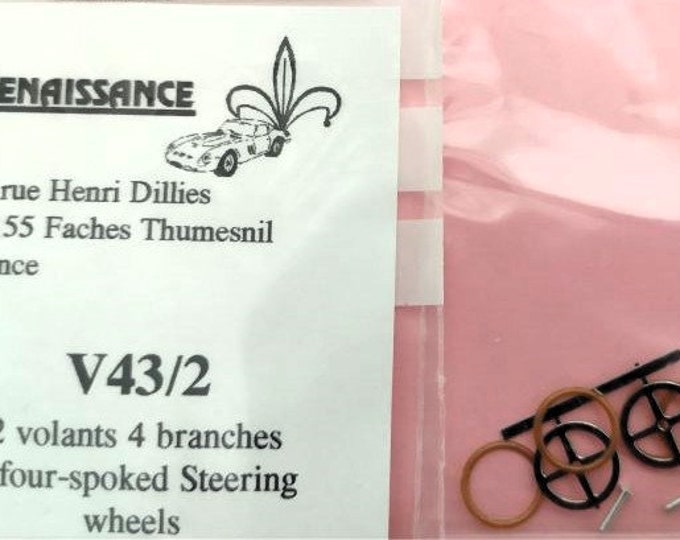 ENAISSANCE
rue Henri Dillies
55 Faches Thumesnil
nce
V43/2
2 volants 4 branches
four-spoked Steering
wheels